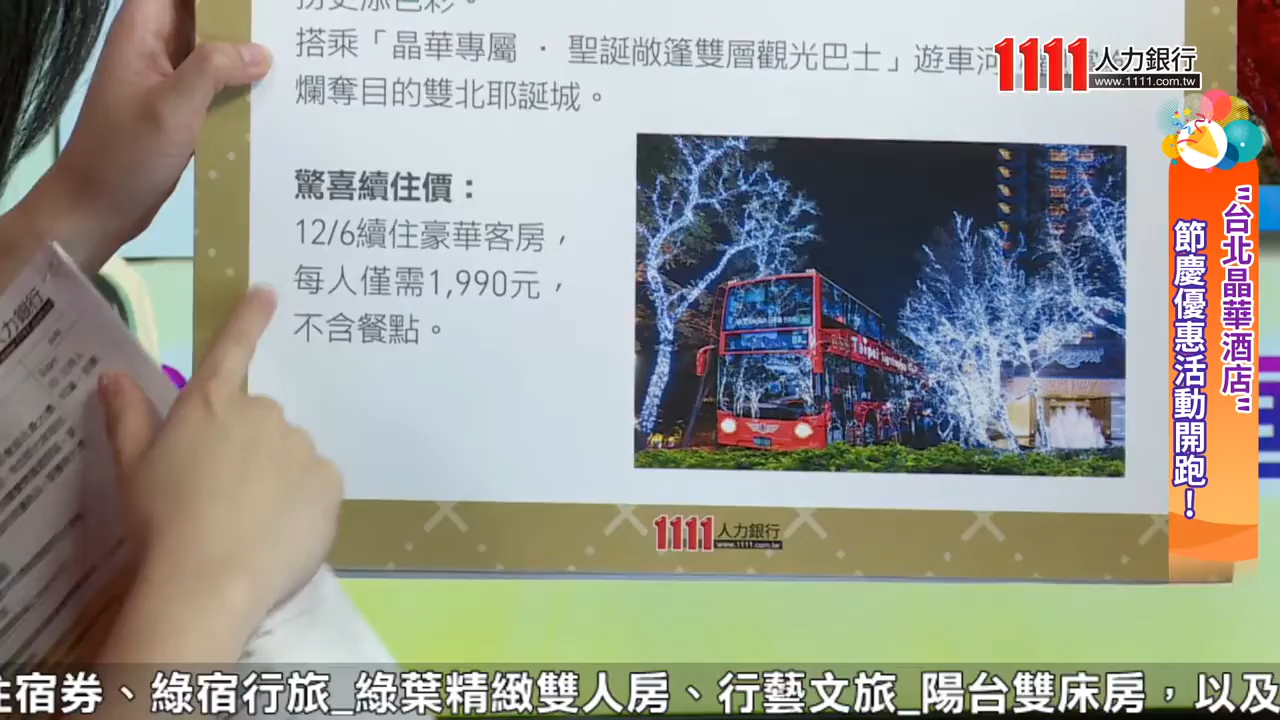 搭乘「晶華專屬 · 聖誕敞篷雙層觀光巴士」遊車河
爛奪目的雙北耶誕城。
驚喜續住價：
12/6續住豪華客房，
每人僅需1,990元，
不含餐點。
1111人力銀行
www.1111.com.tw
"台北晶華酒店"
節慶優惠活動開跑！
Taipei
1111人力銀行
www.1111.com.tw
住宿券、綠宿行旅_綠葉精緻雙人房、行藝文旅_陽台雙床房，以及